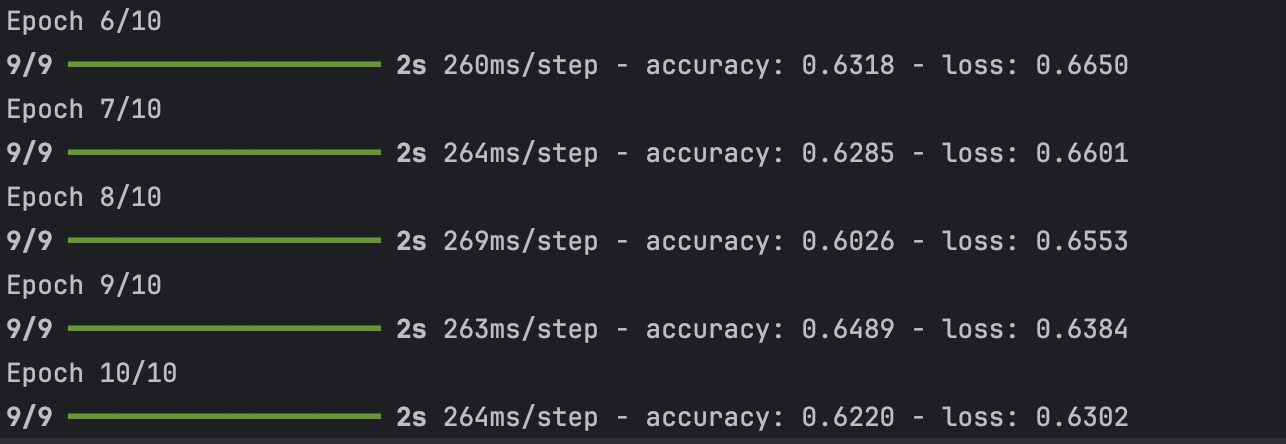 Epoch 6/10
9/9 ━━━━━━━━━━━━━━━━━━━━ 2s 260ms/step - accuracy: 0.6318 - loss: 0.6650
Epoch 7/10
9/9 ━━━━━━━━━━━━━━━━━━━━ 2s 264ms/step - accuracy: 0.6285 - loss: 0.6601
Epoch 8/10
9/9 ━━━━━━━━━━━━━━━━━━━━ 2s 269ms/step - accuracy: 0.6026 - loss: 0.6553
Epoch 9/10
9/9 ━━━━━━━━━━━━━━━━━━━━ 2s 263ms/step - accuracy: 0.6489 - loss: 0.6384
Epoch 10/10
9/9 ━━━━━━━━━━━━━━━━━━━━ 2s 264ms/step - accuracy: 0.6220 - loss: 0.6302